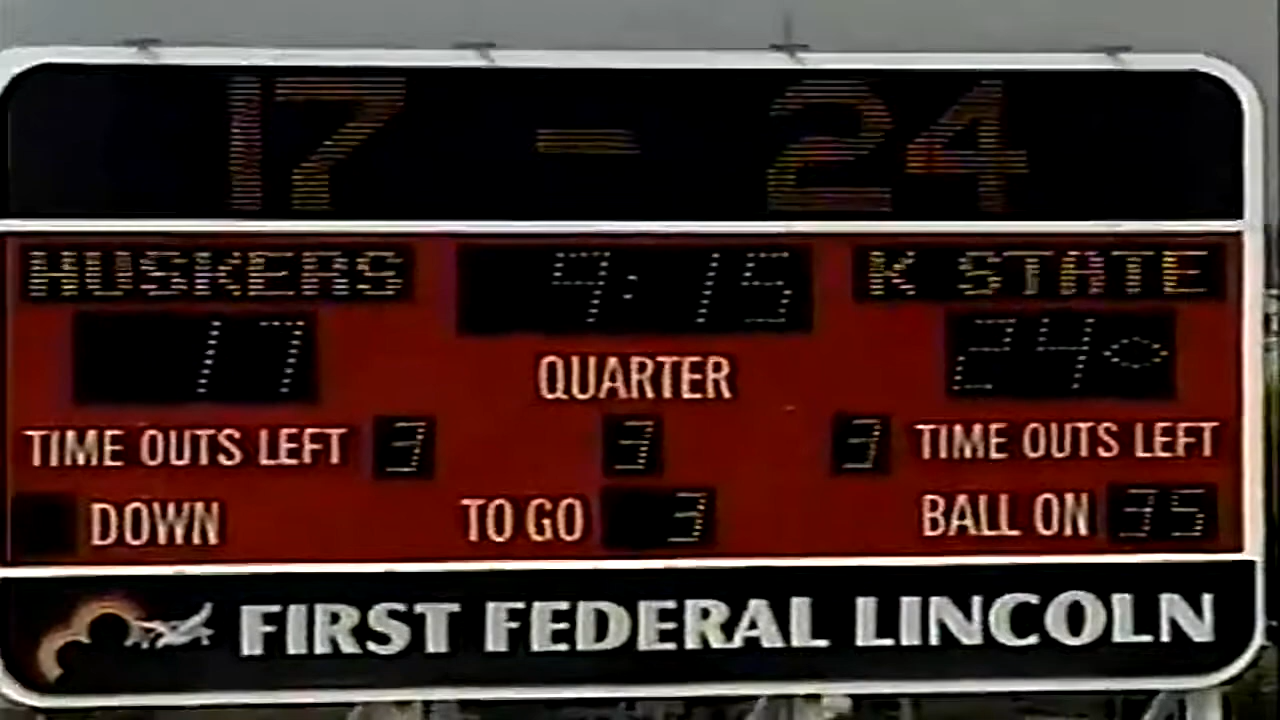 17 - 24
HUSKERS 9:15 K STATE
17 QUARTER 24
TIME OUTS LEFT 3 3 3 TIME OUTS LEFT
DOWN TO GO 3 BALL ON 35
FIRST FEDERAL LINCOLN